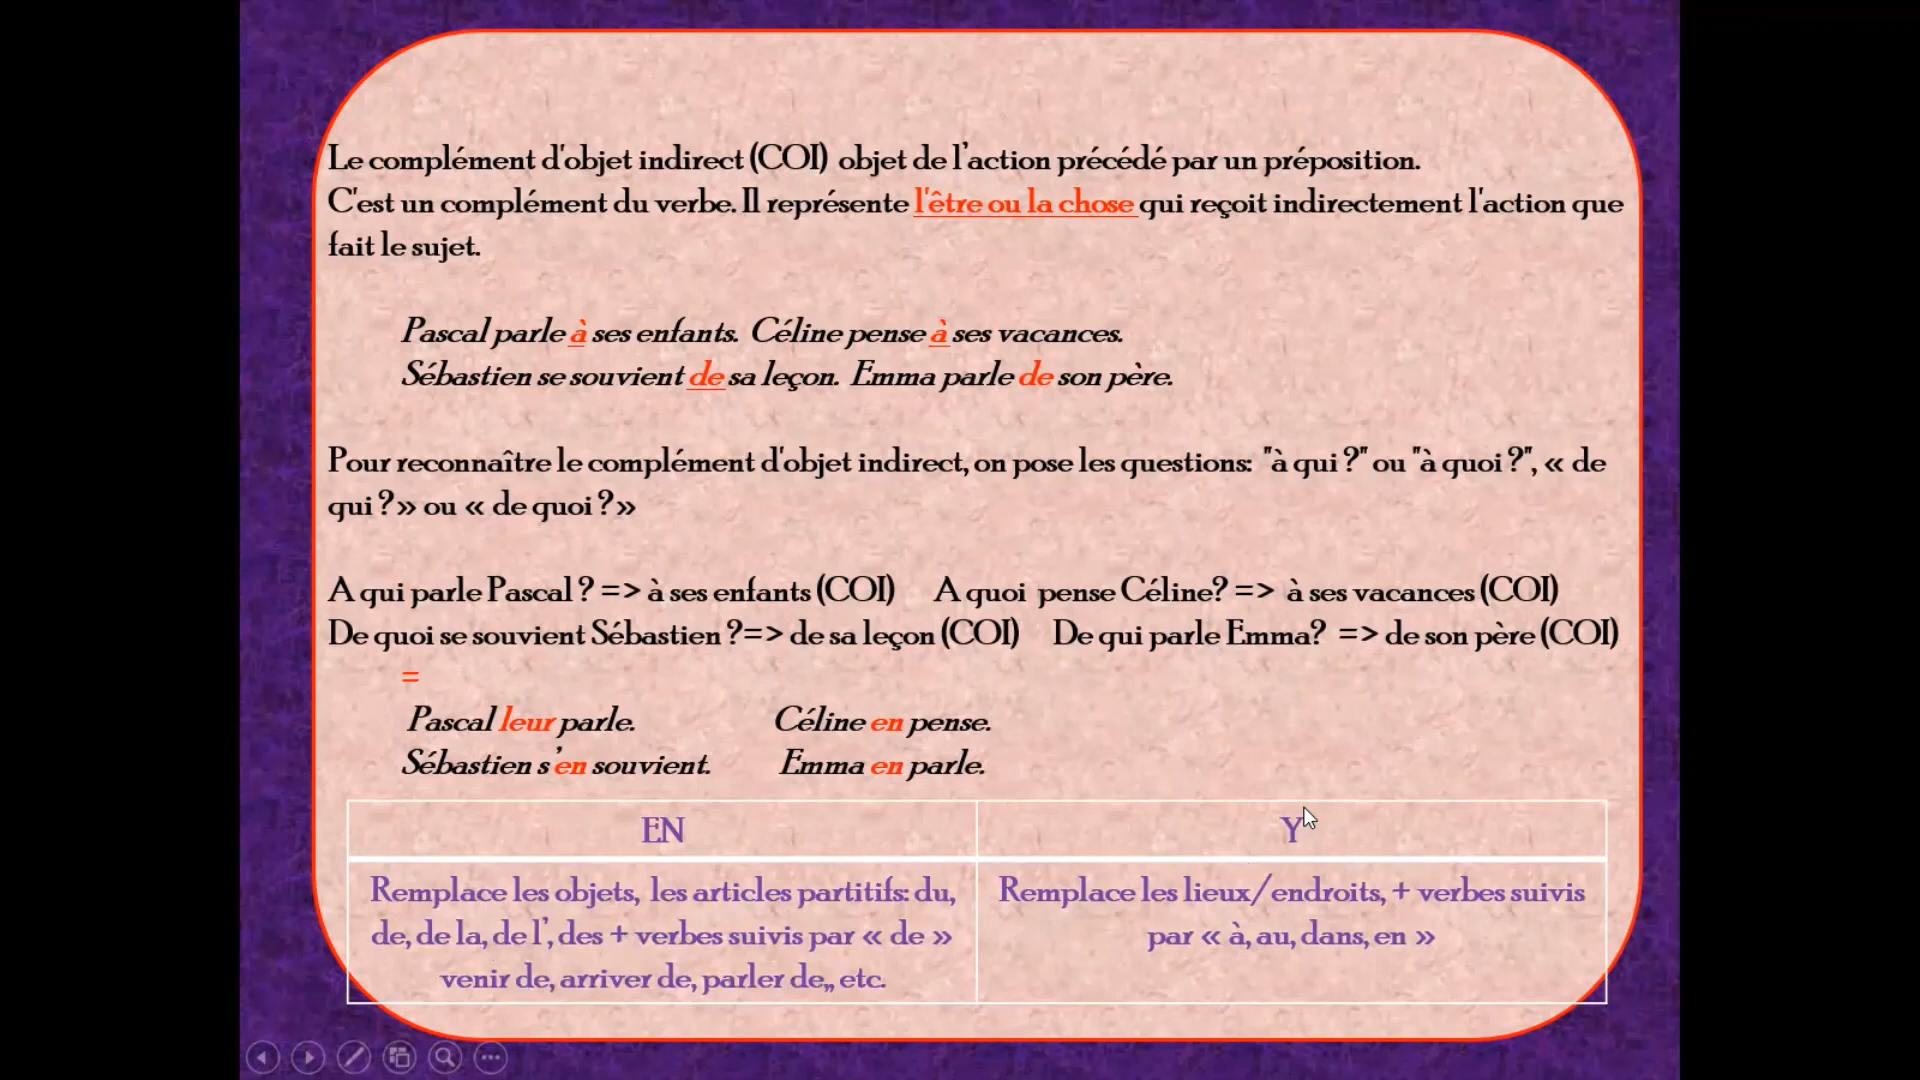 Le complément d'objet indirect (COI) objet de l'action précédé par un préposition.
C'est un complément du verbe. Il représente l'être ou la chose qui reçoit indirectement l'action que
fait le sujet.
Pascal parle à ses enfants. Céline pense à ses vacances.
Sébastien se souvient de sa leçon. Emma parle de son père.
Pour reconnaître le complément d'objet indirect, on pose les questions: "à qui ?" ou "à quoi ?", « de
qui ? » ou « de quoi ? »
A qui parle Pascal ? => à ses enfants (COI) A quoi pense Céline? => à ses vacances (COI)
De quoi se souvient Sébastien ?=> de sa leçon (COI) De qui parle Emma? => de son père (COI)
=
Pascal leur parle. Céline en pense.
Sébastien s'en souvient. Emma en parle.
EN Y
Remplace les objets, les articles partitifs: du, Remplace les lieux/endroits, + verbes suivis
de, de la, de l', des + verbes suivis par « de » par « à, au, dans, en »
venir de, arriver de, parler de,, etc.